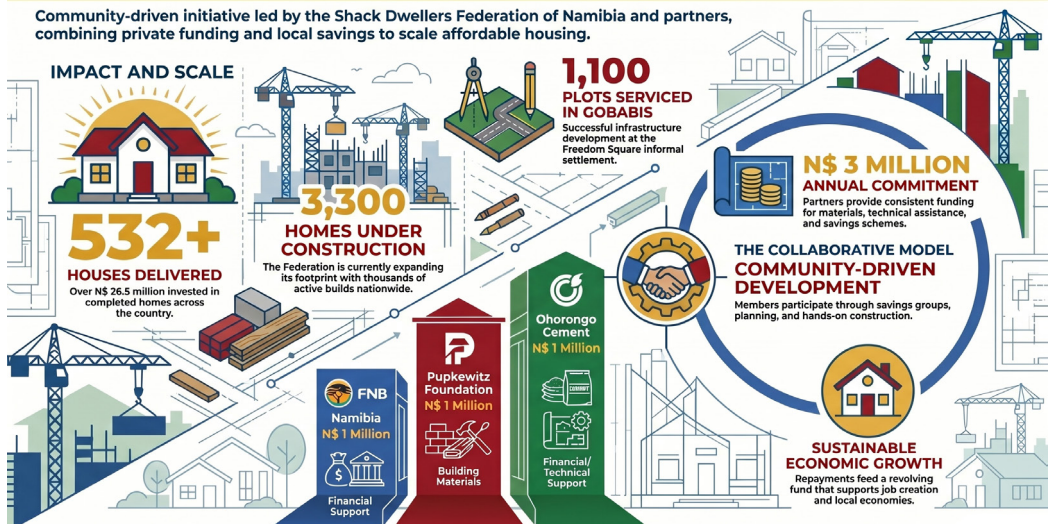 Community-driven initiative led by the Shack Dwellers Federation of Namibia and partners,
combining private funding and local savings to scale affordable housing.
IMPACT AND SCALE
532+
HOUSES DELIVERED
Over N$ 26.5 million invested in
completed homes across
the country.
3,300
HOMES UNDER
CONSTRUCTION
The Federation is currently expanding
its footprint with thousands of
active builds nationwide.
1,100
PLOTS SERVICED
IN GOBABIS
Successful infrastructure
development at the
Freedom Square informal
settlement.
FNB
Namibia
N$ 1 Million
Financial
Support
Pupkewitz
Foundation
N$ 1 Million
Building
Materials
Ohorongo
Cement
N$ 1 Million
CEMENT
Financial/
Technical
Support
N$ 3 MILLION
ANNUAL COMMITMENT
Partners provide consistent funding
for materials, technical assistance,
and savings schemes.
THE COLLABORATIVE MODEL
COMMUNITY-DRIVEN
DEVELOPMENT
Members participate through savings groups,
planning, and hands-on construction.
SUSTAINABLE
ECONOMIC GROWTH
Repayments feed a revolving
fund that supports job creation
and local economies.